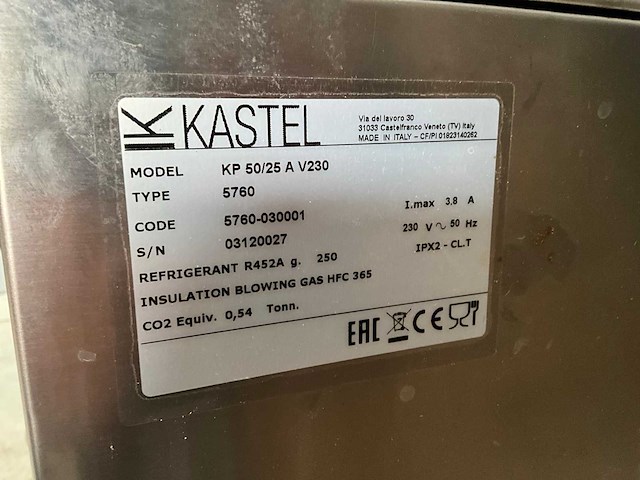 KASTEL
Via del lavoro 30
31033 Castelfranco Veneto (TV) Italy
MADE IN ITALY - CF/PI 01823140262
MODEL KP 50/25 A V230
TYPE 5760
CODE 5760-030001
S/N 03120027
I.max 3.8 A
230 V ~ 50 Hz
IPX2 - CL.T
REFRIGERANT R452A g. 250
INSULATION BLOWING GAS HFC 365
CO2 Equiv. 0,54 Tonn.
EAC CE